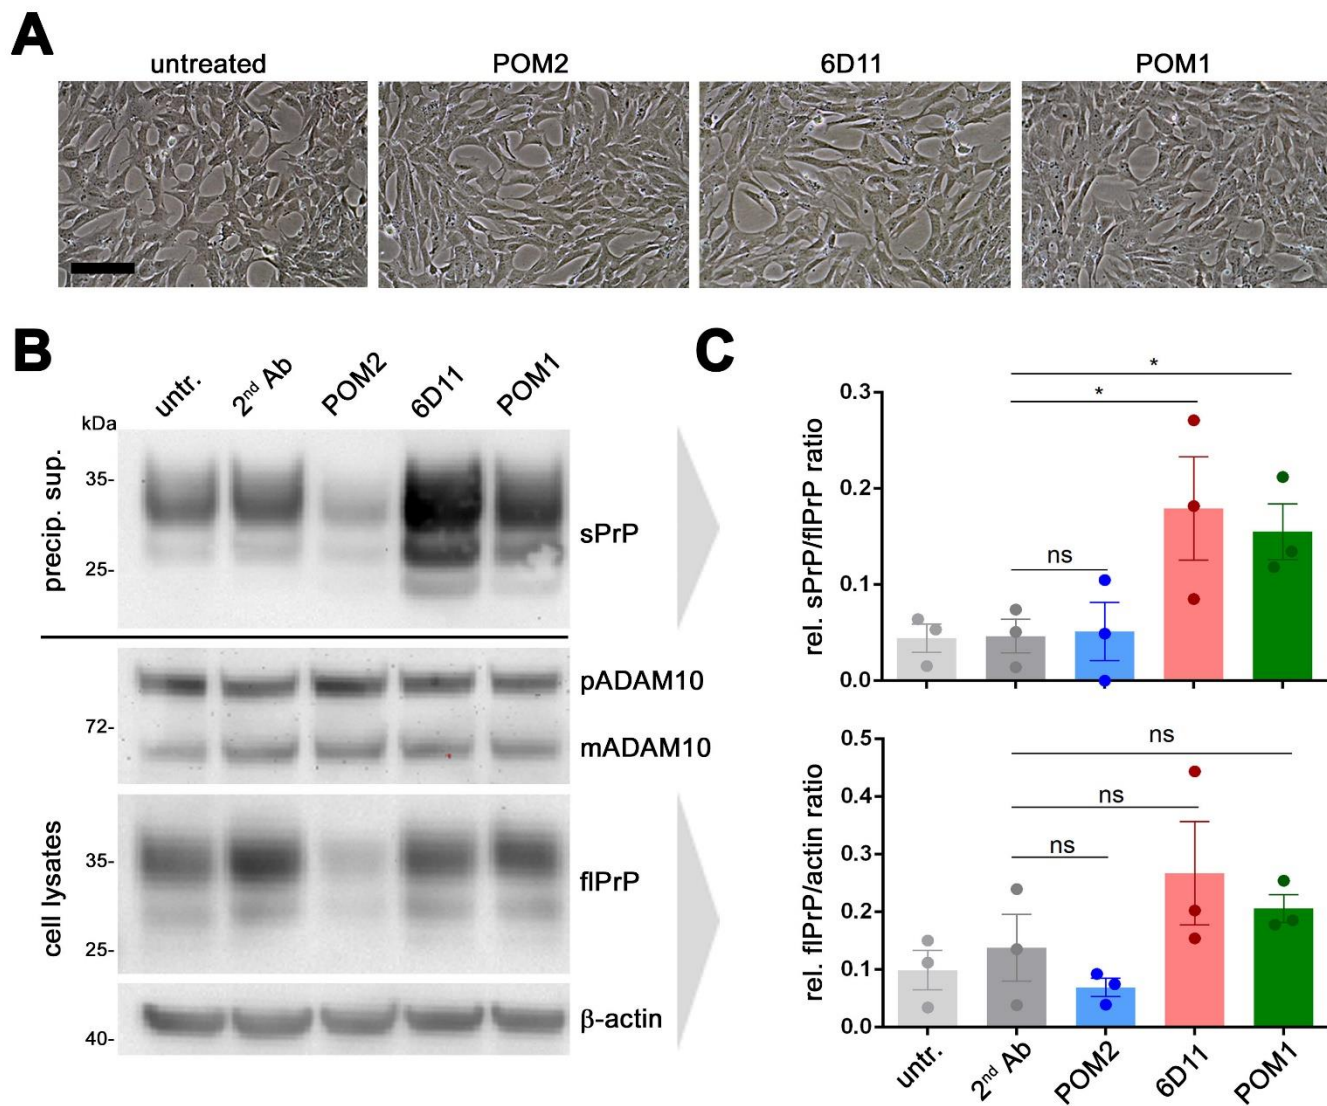 A
untreated
POM2
6D11
POM1
B
untr.
2nd Ab
POM2
6D11
POM1
kDa
precip. sup.
35-
25-
sPrP
pADAM10
72-
mADAM10
cell lysates
35-
flPrP
25-
β-actin
40-
C
rel. sPrP/flPrP ratio
0.3
0.2
0.1
0.0
*
*
ns
rel. flPrP/actin ratio
0.5
0.4
0.3
0.2
0.1
0.0
ns
ns
ns
untr.
2nd Ab
POM2
6D11
POM1